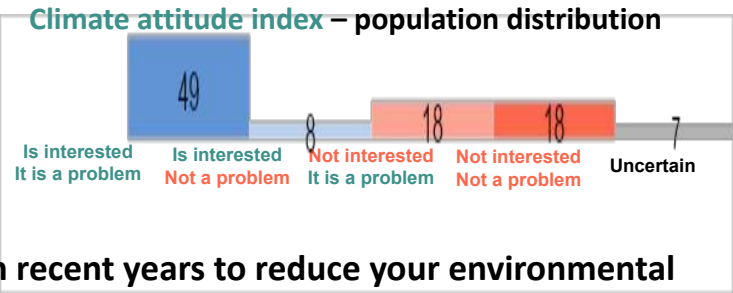 Climate attitude index – population distribution
49 8 18 18 7
Is interested Is interested Not interested Not interested Uncertain
It is a problem Not a problem It is a problem Not a problem
n recent years to reduce your environmental